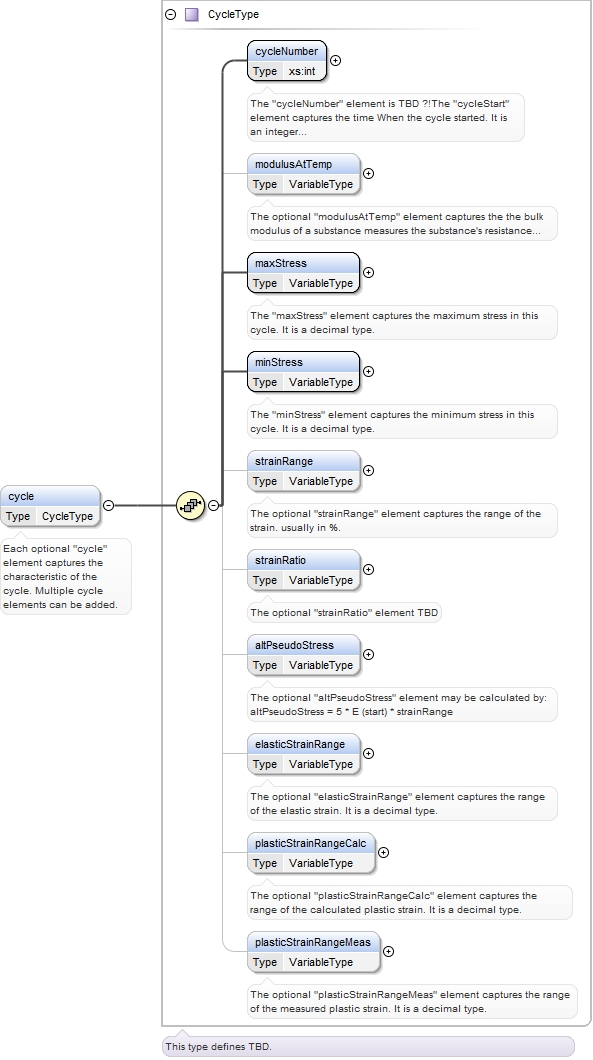 CycleType
cycleNumber
Type xs:int
The "cycleNumber" element is TBD ?!The "cycleStart"
element captures the time When the cycle started. It is
an integer...
modulusAtTemp
Type VariableType
The optional "modulusAtTemp" element captures the the bulk
modulus of a substance measures the substance's resistance...
maxStress
Type VariableType
The "maxStress" element captures the maximum stress in this
cycle. It is a decimal type.
minStress
Type VariableType
The "minStress" element captures the minimum stress in this
cycle. It is a decimal type.
strainRange
Type VariableType
The optional "strainRange" element captures the range of the
strain. usually in %.
cycle
Type CycleType
Each optional "cycle"
element captures the
characteristic of the
cycle. Multiple cycle
elements can be added.
strainRatio
Type VariableType
The optional "strainRatio" element TBD
altPseudoStress
Type VariableType
The optional "altPseudoStress" element may be calculated by:
altPseudoStress = 5 * E (start) * strainRange
elasticStrainRange
Type VariableType
The optional "elasticStrainRange" element captures the range
of the elastic strain. It is a decimal type.
plasticStrainRangeCalc
Type VariableType
The optional "plasticStrainRangeCalc" element captures the
range of the calculated plastic strain. It is a decimal type.
plasticStrainRangeMeas
Type VariableType
The optional "plasticStrainRangeMeas" element captures the range
of the measured plastic strain. It is a decimal type.
This type defines TBD.